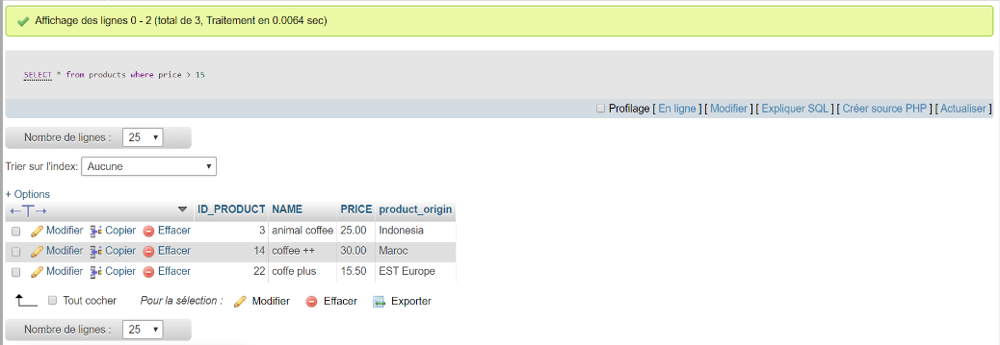 Affichage des lignes 0 - 2 (total de 3, Traitement en 0.0064 sec)
SELECT * from products where price > 15
Profilage [ En ligne ] [ Modifier ] [ Expliquer SQL ] [ Créer source PHP ] [ Actualiser ]
Nombre de lignes : 25
Trier sur l'index: Aucune
+ Options
←T→ ID_PRODUCT NAME PRICE product_origin
Modifier Copier Effacer 3 animal coffee 25.00 Indonesia
Modifier Copier Effacer 14 coffee ++ 30.00 Maroc
Modifier Copier Effacer 22 coffe plus 15.50 EST Europe
Tout cocher Pour la sélection : Modifier Effacer Exporter
Nombre de lignes : 25